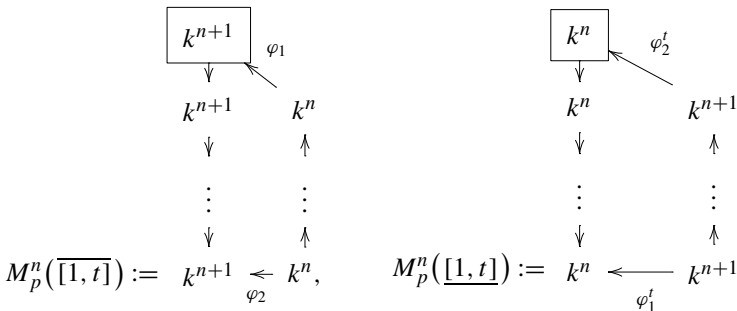 k^{n+1} φ_1 k^n φ_2^t
k^{n+1} k^n k^n k^{n+1}
⋮ ⋮ ⋮ ⋮
M_p^n(\overline{[1, t]}) := k^{n+1} φ_2 k^n, M_p^n(\underline{[1, t]}) := k^n φ_1^t k^{n+1}